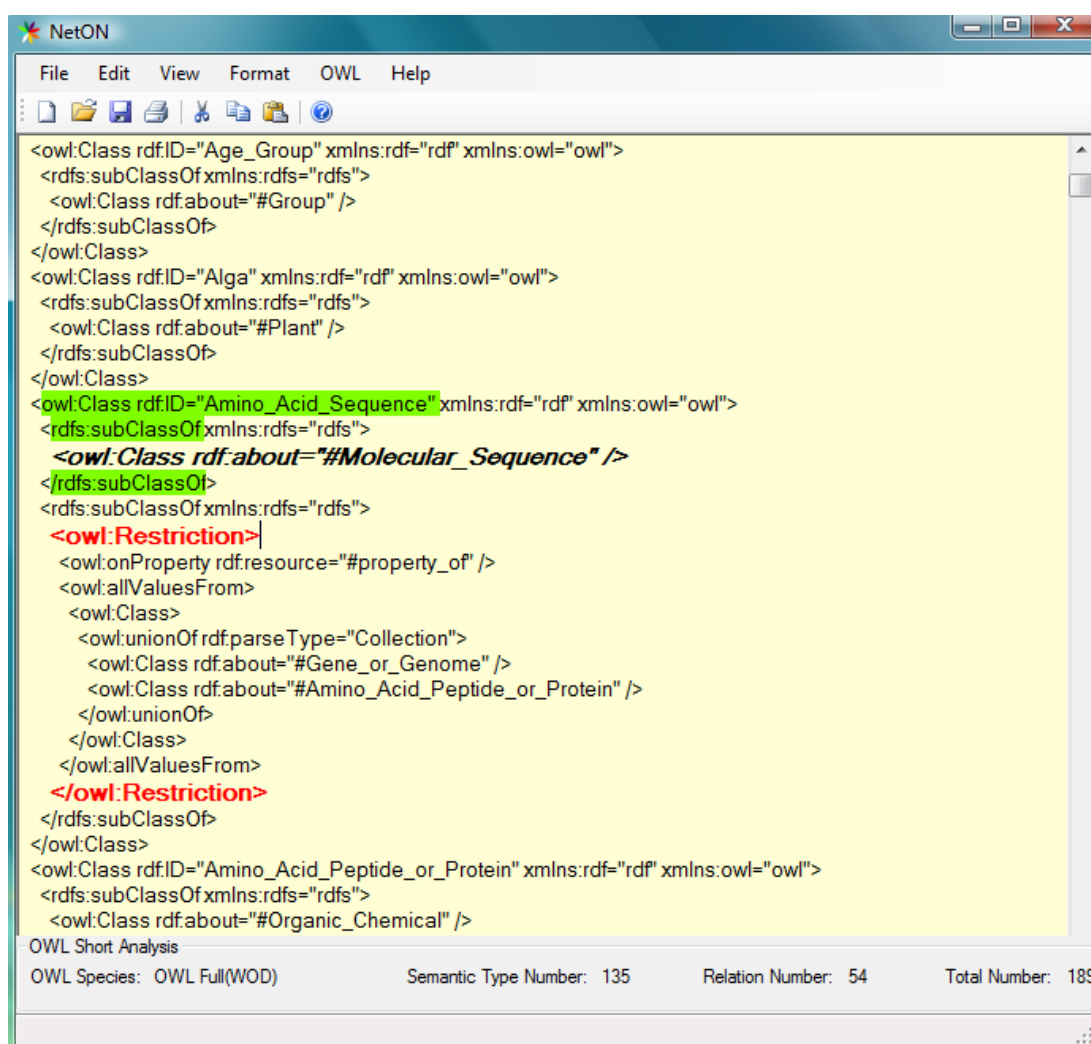 NetON
File Edit View Format OWL Help
<owl:Class rdf:ID="Age_Group" xmlns:rdf="rdf" xmlns:owl="owl">
<rdfs:subClassOf xmlns:rdfs="rdfs">
<owl:Class rdf:about="#Group" />
</rdfs:subClassOf>
</owl:Class>
<owl:Class rdf:ID="Alga" xmlns:rdf="rdf" xmlns:owl="owl">
<rdfs:subClassOf xmlns:rdfs="rdfs">
<owl:Class rdf:about="#Plant" />
</rdfs:subClassOf>
</owl:Class>
<owl:Class rdf:ID="Amino_Acid_Sequence" xmlns:rdf="rdf" xmlns:owl="owl">
<rdfs:subClassOf xmlns:rdfs="rdfs">
<owl:Class rdf:about="#Molecular_Sequence" />
</rdfs:subClassOf>
<rdfs:subClassOf xmlns:rdfs="rdfs">
<owl:Restriction>
<owl:onProperty rdf:resource="#property_of" />
<owl:allValuesFrom>
<owl:Class>
<owl:unionOf rdf:parseType="Collection">
<owl:Class rdf:about="#Gene_or_Genome" />
<owl:Class rdf:about="#Amino_Acid_Peptide_or_Protein" />
</owl:unionOf>
</owl:Class>
</owl:allValuesFrom>
</owl:Restriction>
</rdfs:subClassOf>
</owl:Class>
<owl:Class rdf:ID="Amino_Acid_Peptide_or_Protein" xmlns:rdf="rdf" xmlns:owl="owl">
<rdfs:subClassOf xmlns:rdfs="rdfs">
<owl:Class rdf:about="#Organic_Chemical" />
OWL Short Analysis
OWL Species: OWL Full(WOD) Semantic Type Number: 135 Relation Number: 54 Total Number: 189